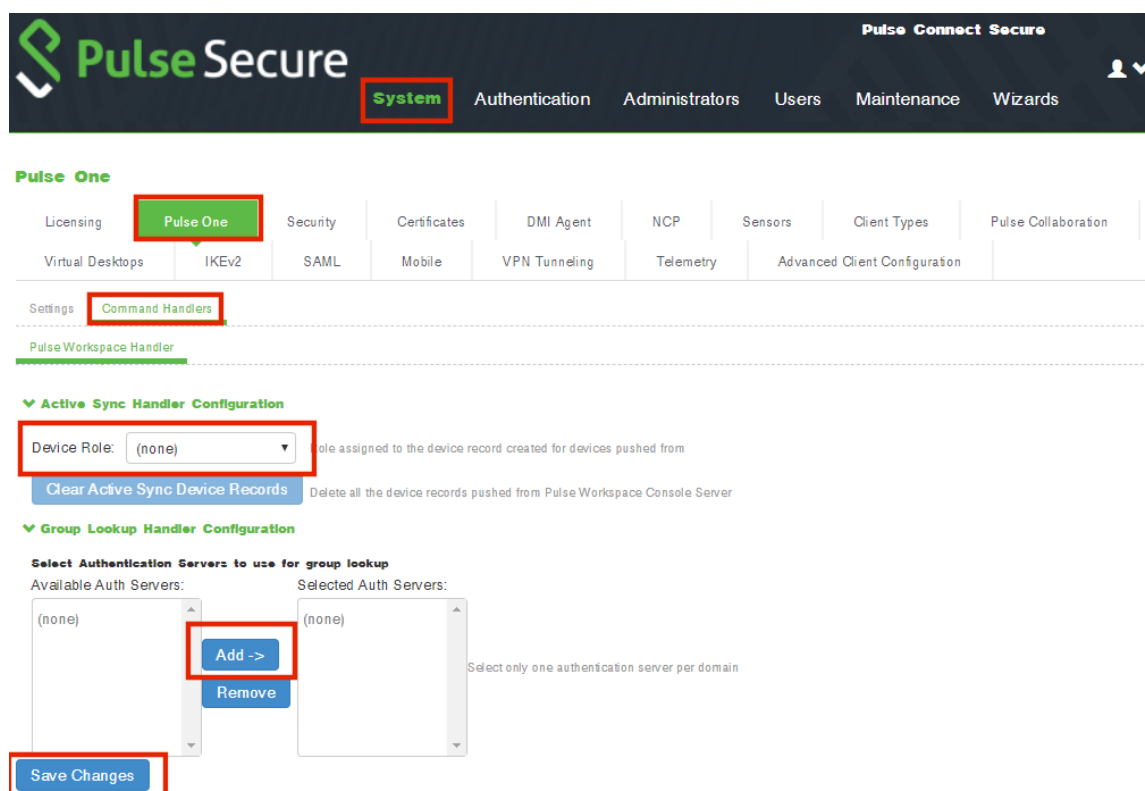 Pulse Connect Secure
Pulse Secure
System Authentication Administrators Users Maintenance Wizards
Pulse One
Licensing Pulse One Security Certificates DMI Agent NCP Sensors Client Types Pulse Collaboration
Virtual Desktops IKEv2 SAML Mobile VPN Tunneling Telemetry Advanced Client Configuration
Settings Command Handlers
Pulse Workspace Handler
Active Sync Handler Configuration
Device Role: (none) Role assigned to the device record created for devices pushed from
Clear Active Sync Device Records Delete all the device records pushed from Pulse Workspace Console Server
Group Lookup Handler Configuration
Select Authentication Servers to use for group lookup
Available Auth Servers: Selected Auth Servers:
(none) (none)
Add ->
Select only one authentication server per domain
Remove
Save Changes